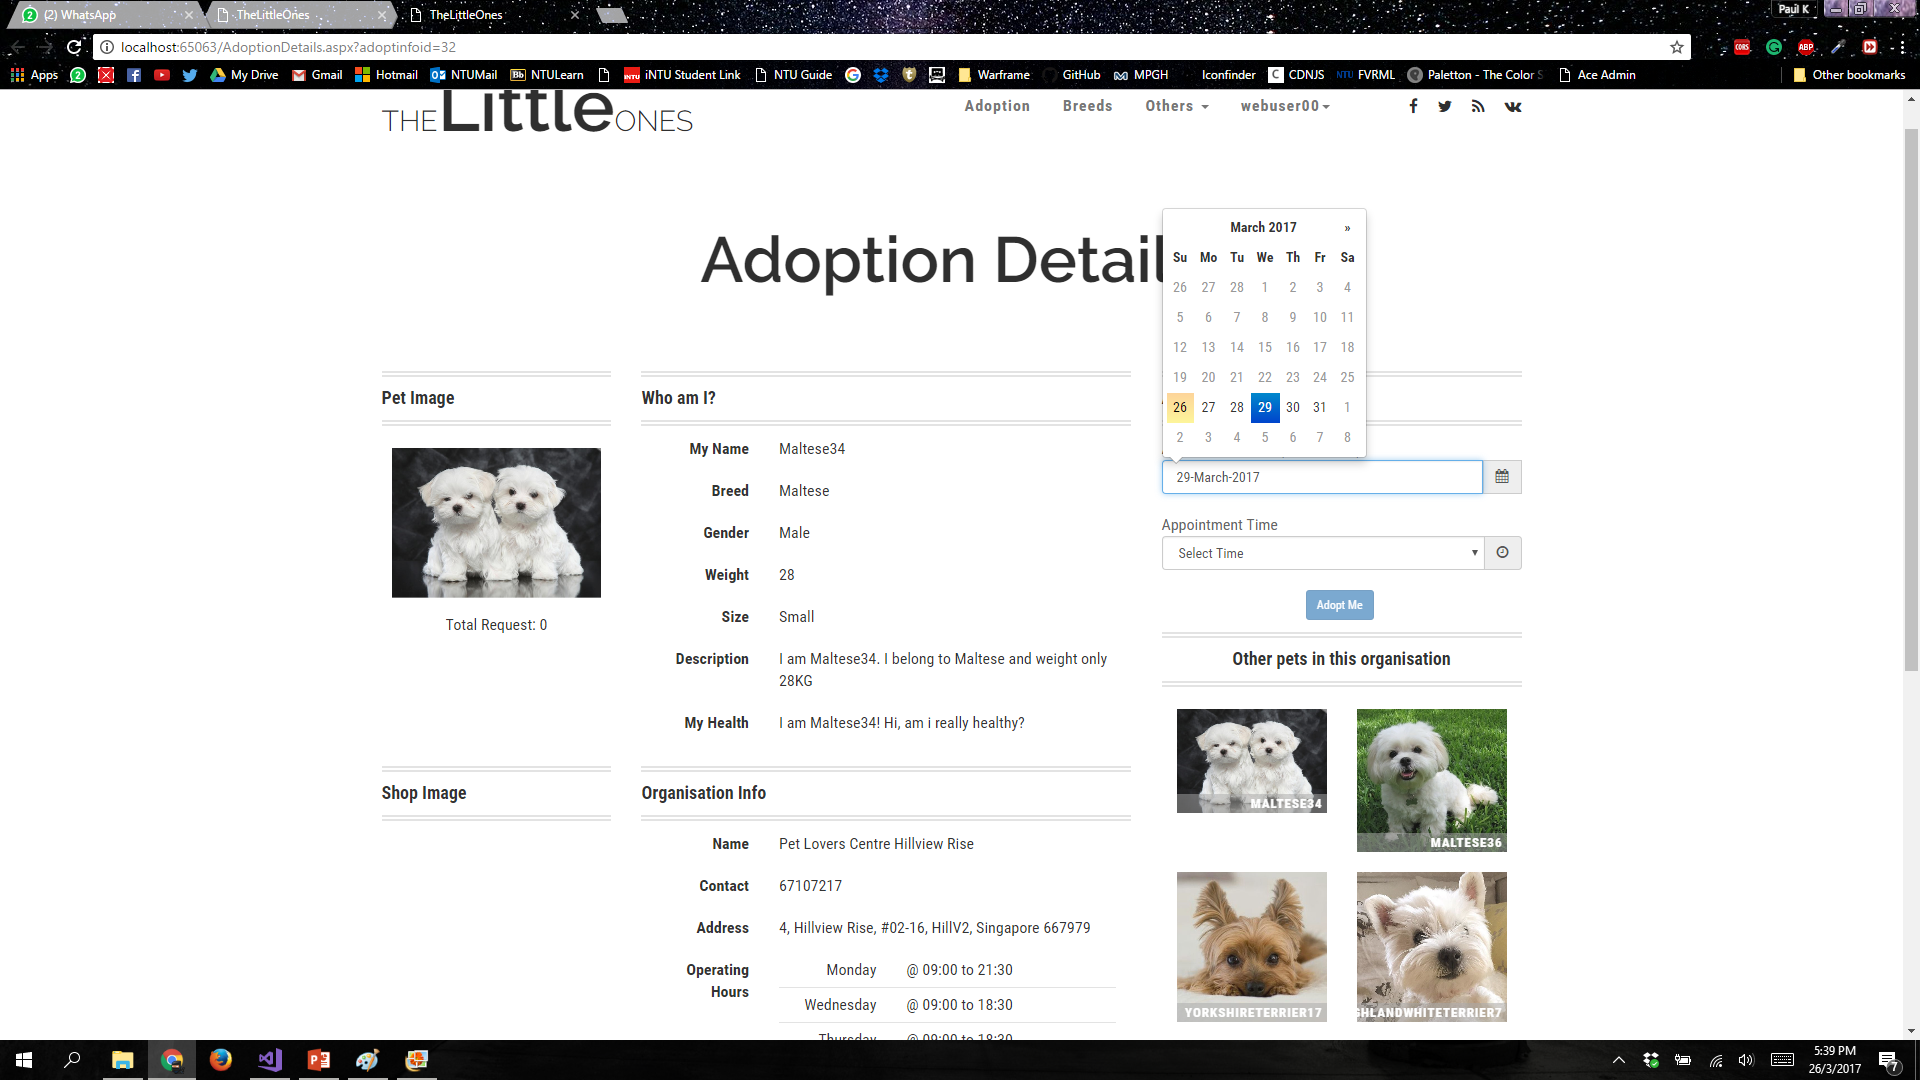 (2) WhatsApp
TheLittleOnes
TheLittleOnes
Paul K
localhost:65063/AdoptionDetails.aspx?adoptinfoid=32
Apps
My Drive
Gmail
Hotmail
NTUMail
NTULearn
iNTU Student Link
NTU Guide
Warframe
GitHub
MPGH
Iconfinder
CDNJS
FVRML
Paletton - The Color S
Ace Admin
Other bookmarks
THE Little ONES
Adoption
Breeds
Others
webuser00
Adoption Detail
March 2017 »
Su Mo Tu We Th Fr Sa
26 27 28 1 2 3 4
5 6 7 8 9 10 11
12 13 14 15 16 17 18
19 20 21 22 23 24 25
26 27 28 29 30 31 1
2 3 4 5 6 7 8
29-March-2017
Appointment Time
Select Time
Adopt Me
Pet Image
Total Request: 0
Who am I?
My Name Maltese34
Breed Maltese
Gender Male
Weight 28
Size Small
Description I am Maltese34. I belong to Maltese and weight only
28KG
My Health I am Maltese34! Hi, am i really healthy?
Other pets in this organisation
MALTESE34
MALTESE36
YORKSHIRETERRIER17
GHLANDWHITETERRIER7
Shop Image
Organisation Info
Name Pet Lovers Centre Hillview Rise
Contact 67107217
Address 4, Hillview Rise, #02-16, HillV2, Singapore 667979
Operating
Hours
Monday @ 09:00 to 21:30
Wednesday @ 09:00 to 18:30
Thursday @ 09:00 to 18:30
5:39 PM
26/3/2017
7